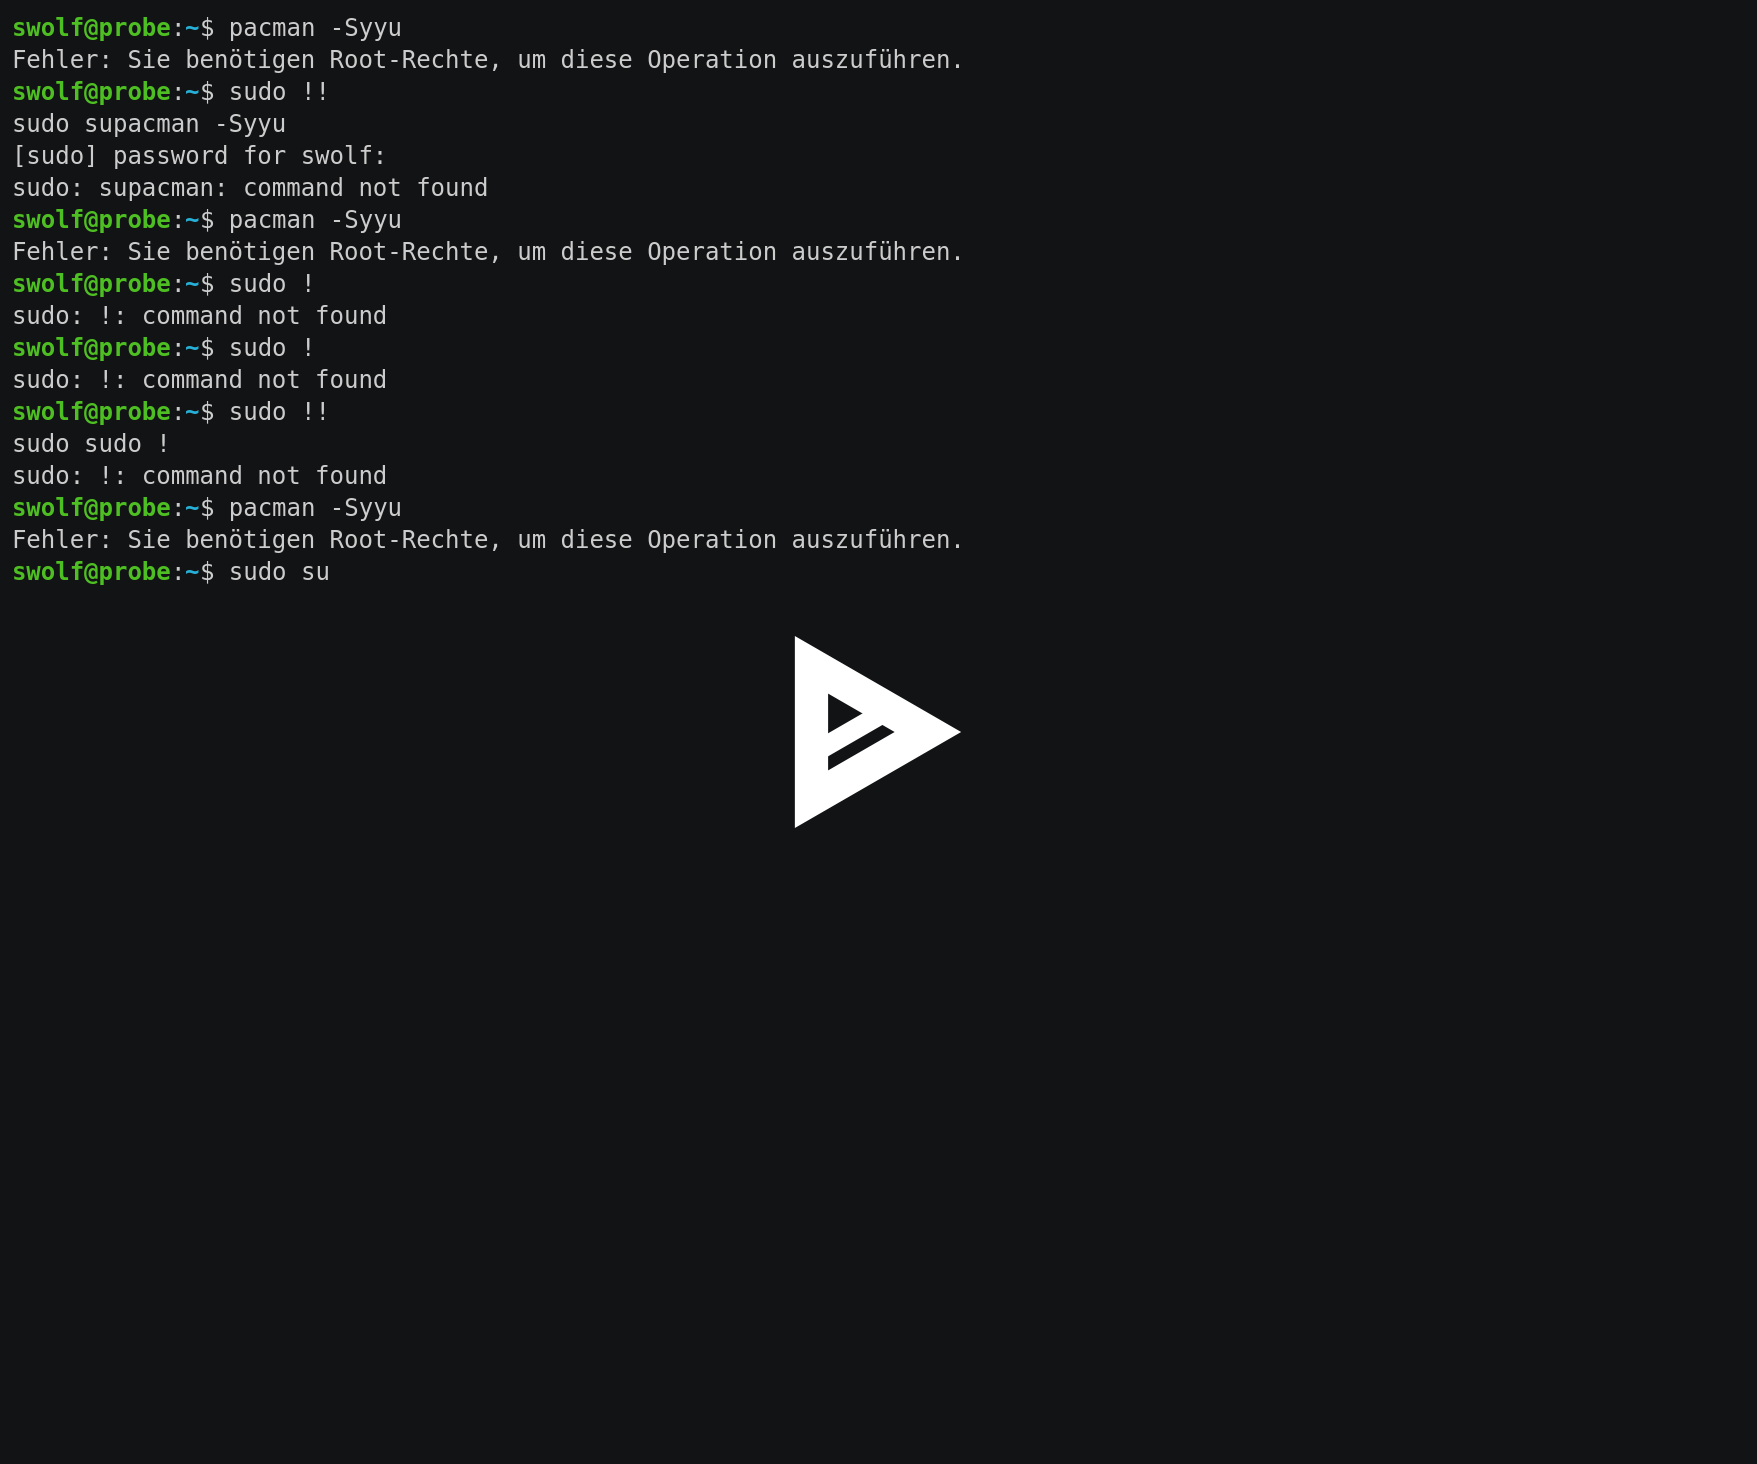 swolf@probe:~$ pacman -Syyu
Fehler: Sie benötigen Root-Rechte, um diese Operation auszuführen.
swolf@probe:~$ sudo !!
sudo supacman -Syyu
[sudo] password for swolf:
sudo: supacman: command not found
swolf@probe:~$ pacman -Syyu
Fehler: Sie benötigen Root-Rechte, um diese Operation auszuführen.
swolf@probe:~$ sudo !
sudo: !: command not found
swolf@probe:~$ sudo !
sudo: !: command not found
swolf@probe:~$ sudo !!
sudo sudo !
sudo: !: command not found
swolf@probe:~$ pacman -Syyu
Fehler: Sie benötigen Root-Rechte, um diese Operation auszuführen.
swolf@probe:~$ sudo su